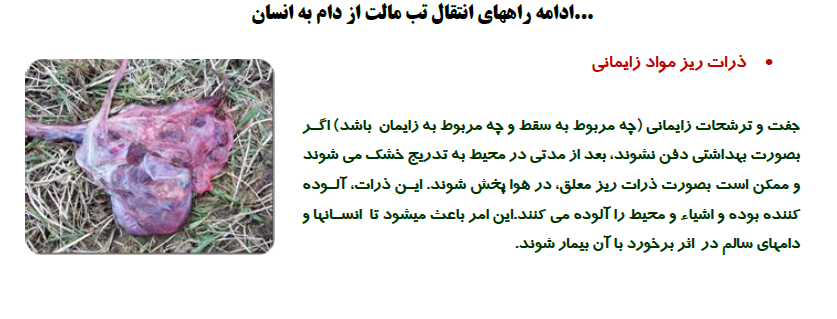 ...ادامه راههای انتقال تب مالت از دام به انسان
• ذرات ریز مواد زایمانی
جفت و ترشحات زایمانی (چه مربوط به سقط و چه مربوط به زایمان باشد) اگر
بصورت بهداشتی دفن نشوند، بعد از مدتی در محیط به تدریج خشک می شوند
و ممکن است بصورت ذرات ریز معلق، در هوا پخش شوند. این ذرات، آلوده
کننده بوده و اشیاء و محیط را آلوده می کنند.این امر باعث میشود تا انسانها و
دامهای سالم در اثر برخورد با آن بیمار شوند.